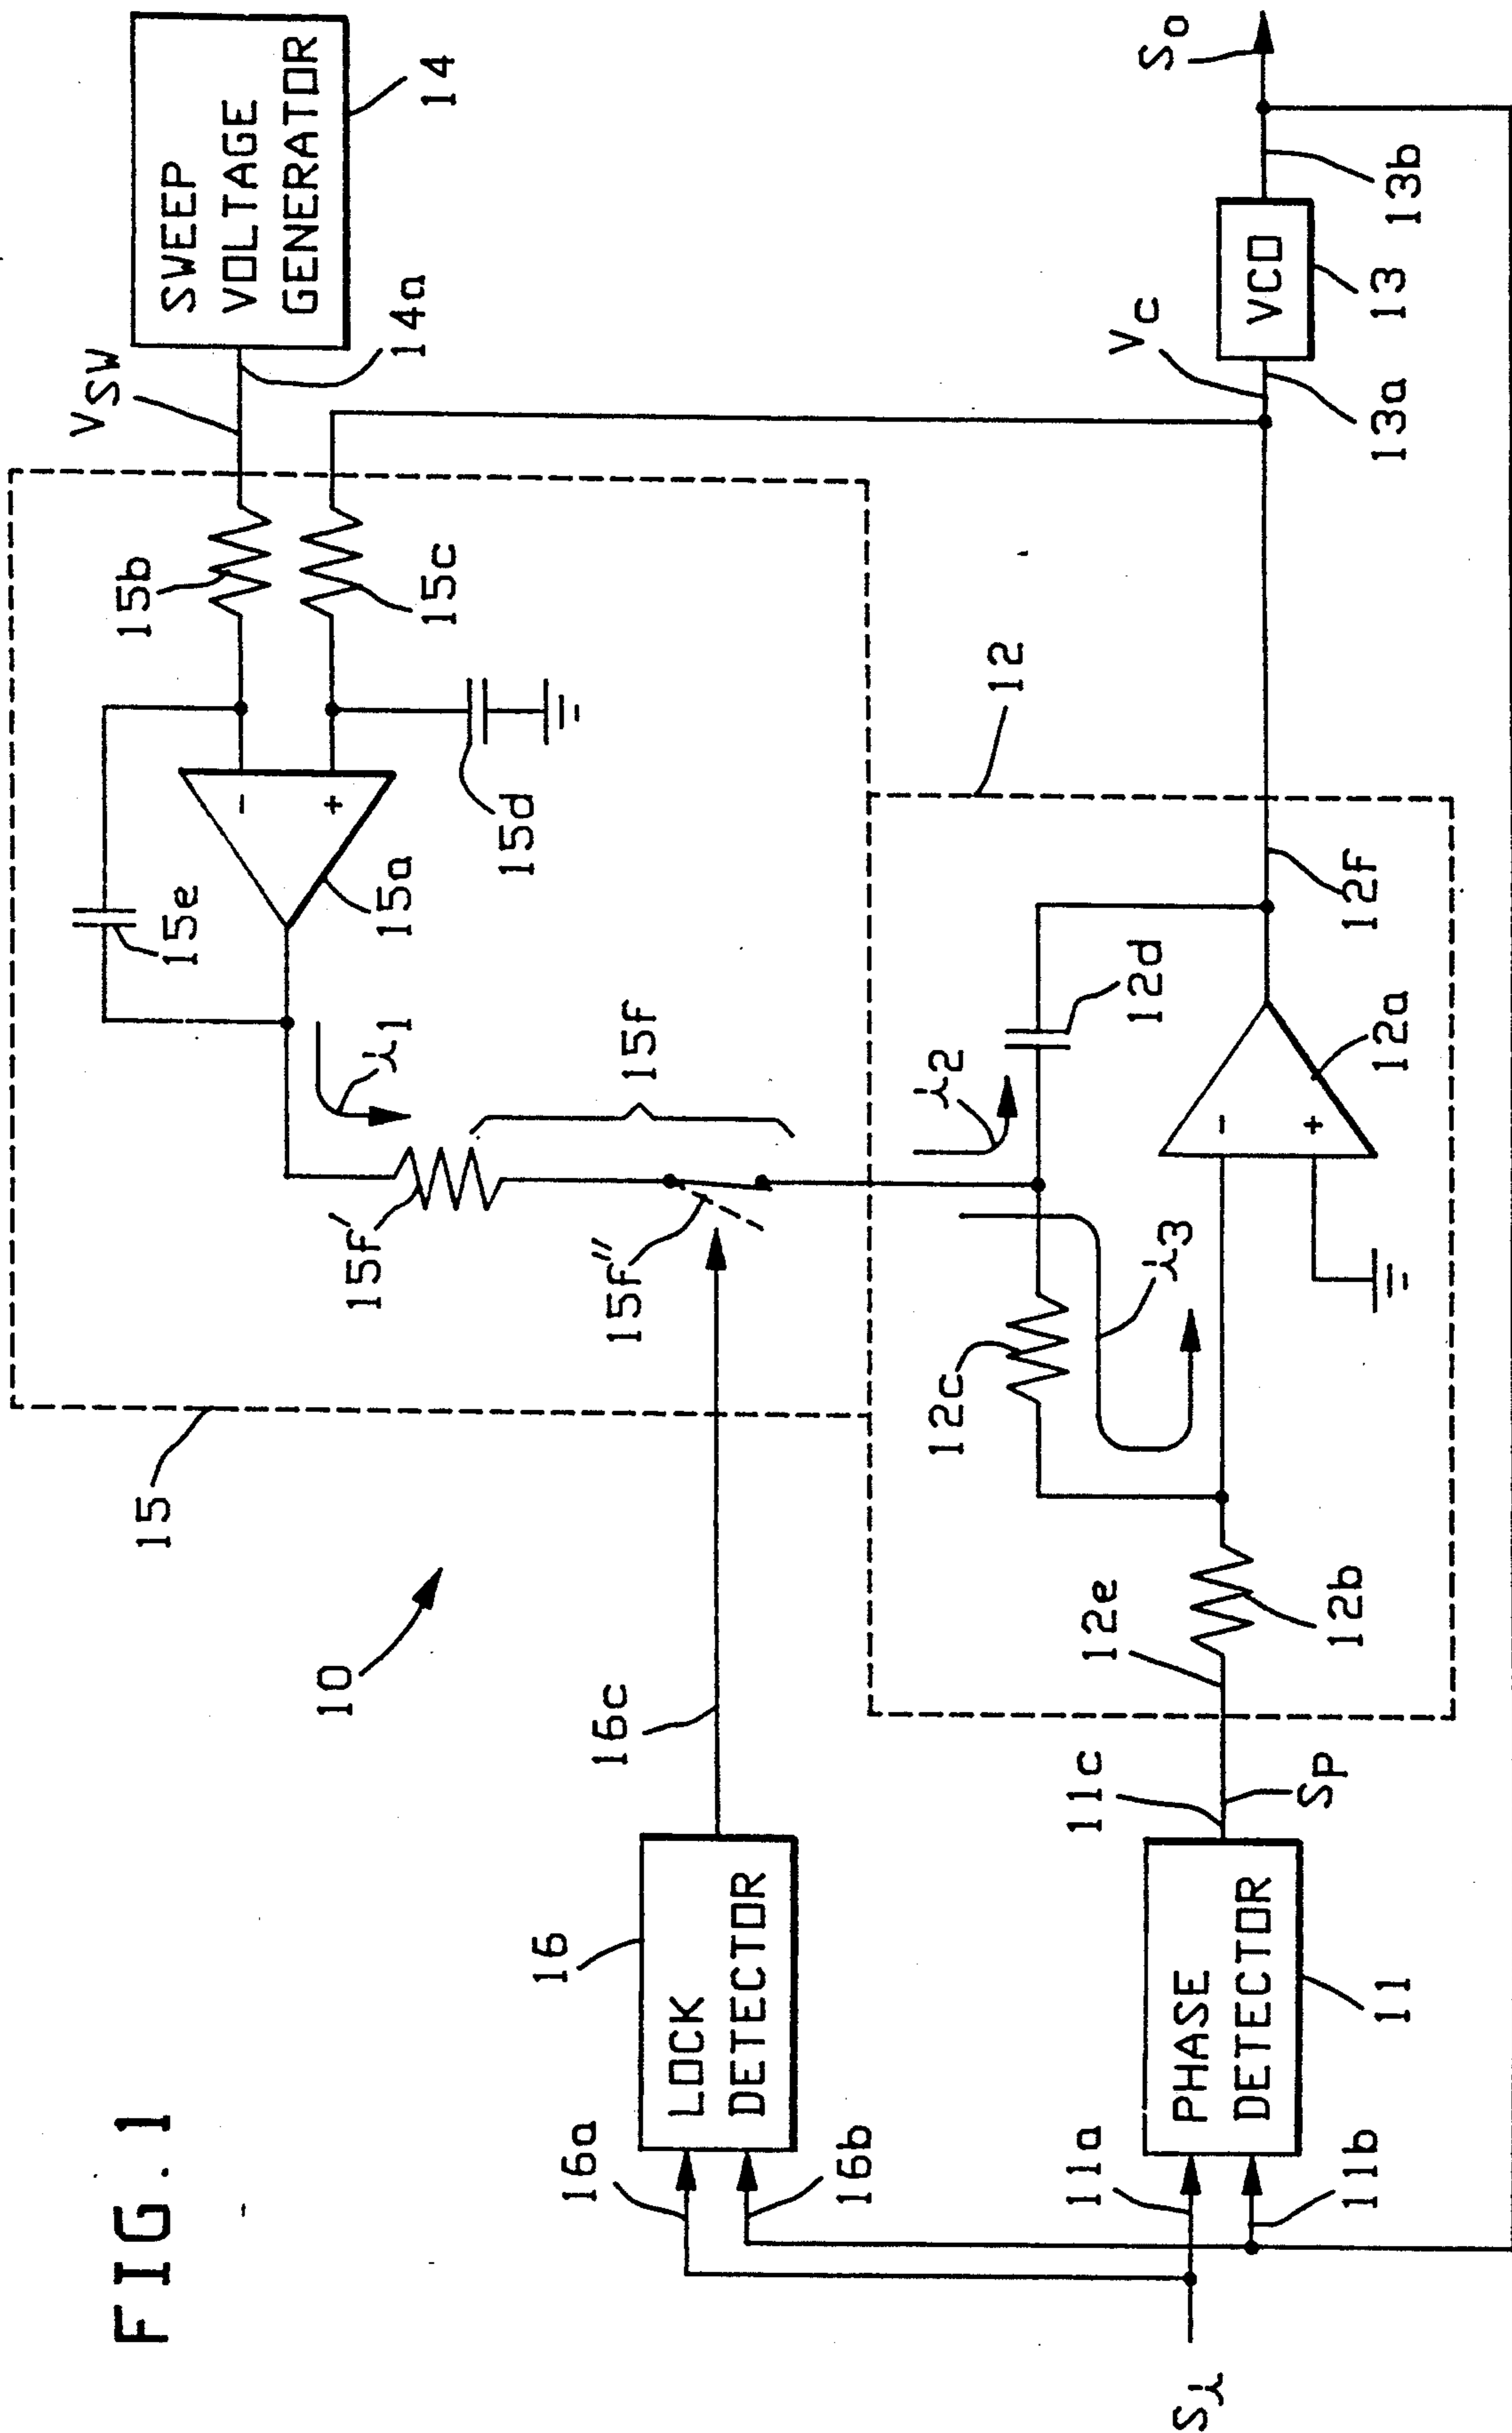 FIG. 1
10
SWEEP
VOLTAGE
GENERATOR
14
14a
VSW
15
15b
15c
15d
15e
15a
i1
15f
15f'
15f"
16
LOCK
DETECTOR
16a
16b
16c
12
i2
12d
12c
i3
12f
12a
-
+
-
+
12e
12b
Si
11a
11b
PHASE
DETECTOR
11
11c
SP
VC
13a
VCO
13
13b
SO